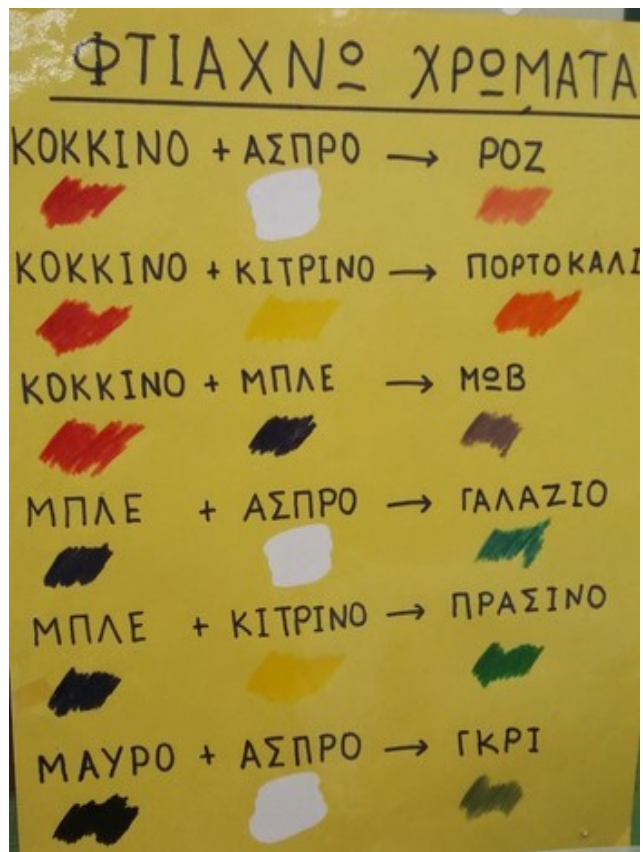 ΦΤΙΑΧΝΩ ΧΡΩΜΑΤΑ
ΚΟΚΚΙΝΟ + ΑΣΠΡΟ → ΡΟΖ
ΚΟΚΚΙΝΟ + ΚΙΤΡΙΝΟ → ΠΟΡΤΟΚΑΛΙ
ΚΟΚΚΙΝΟ + ΜΠΛΕ → ΜΩΒ
ΜΠΛΕ + ΑΣΠΡΟ → ΓΑΛΑΖΙΟ
ΜΠΛΕ + ΚΙΤΡΙΝΟ → ΠΡΑΣΙΝΟ
ΜΑΥΡΟ + ΑΣΠΡΟ → ΓΚΡΙ